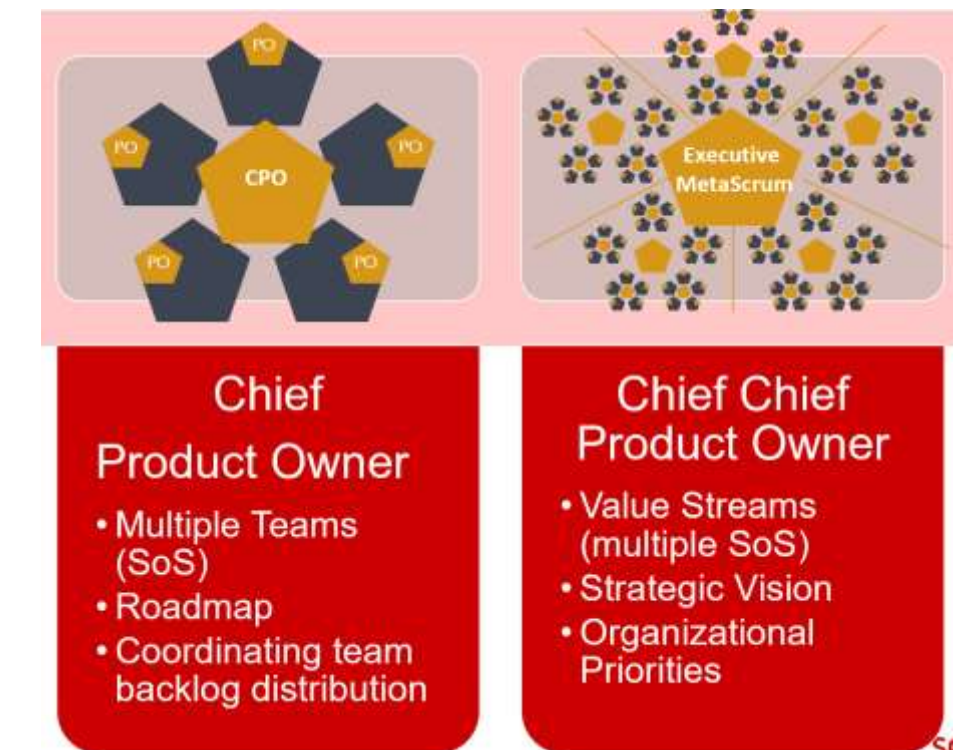 PO
PO
CPO
PO
PO
PO
Executive
MetaScrum
Chief
Product Owner
• Multiple Teams
(SoS)
• Roadmap
• Coordinating team
backlog distribution
Chief Chief
Product Owner
• Value Streams
(multiple SoS)
• Strategic Vision
• Organizational
Priorities